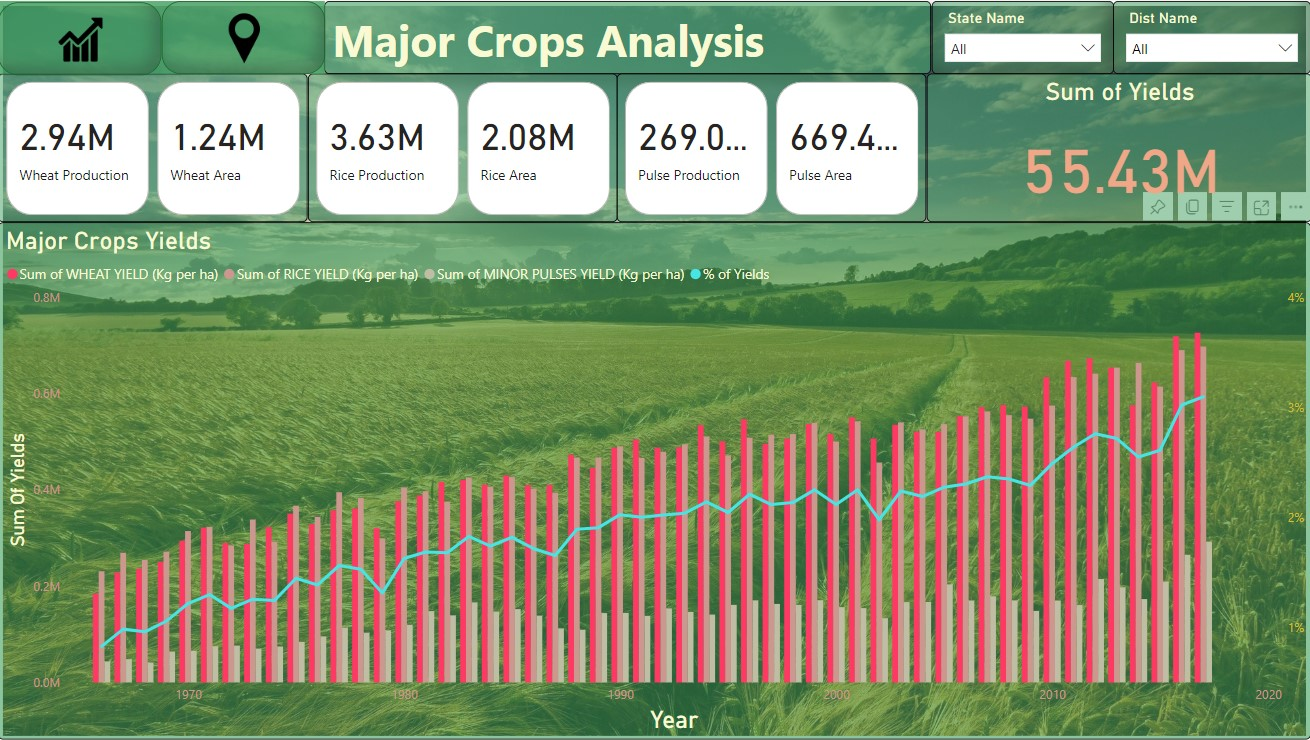 Major Crops Analysis
State Name
All
Dist Name
All
2.94M
Wheat Production
1.24M
Wheat Area
3.63M
Rice Production
2.08M
Rice Area
269.0...
Pulse Production
669.4...
Pulse Area
Sum of Yields
55.43M
Major Crops Yields
Sum of WHEAT YIELD (Kg per ha) Sum of RICE YIELD (Kg per ha) Sum of MINOR PULSES YIELD (Kg per ha) % of Yields
0.8M
0.6M
0.4M
0.2M
0.0M
Sum Of Yields
4%
3%
2%
1%
1970 1980 1990 2000 2010 2020
Year